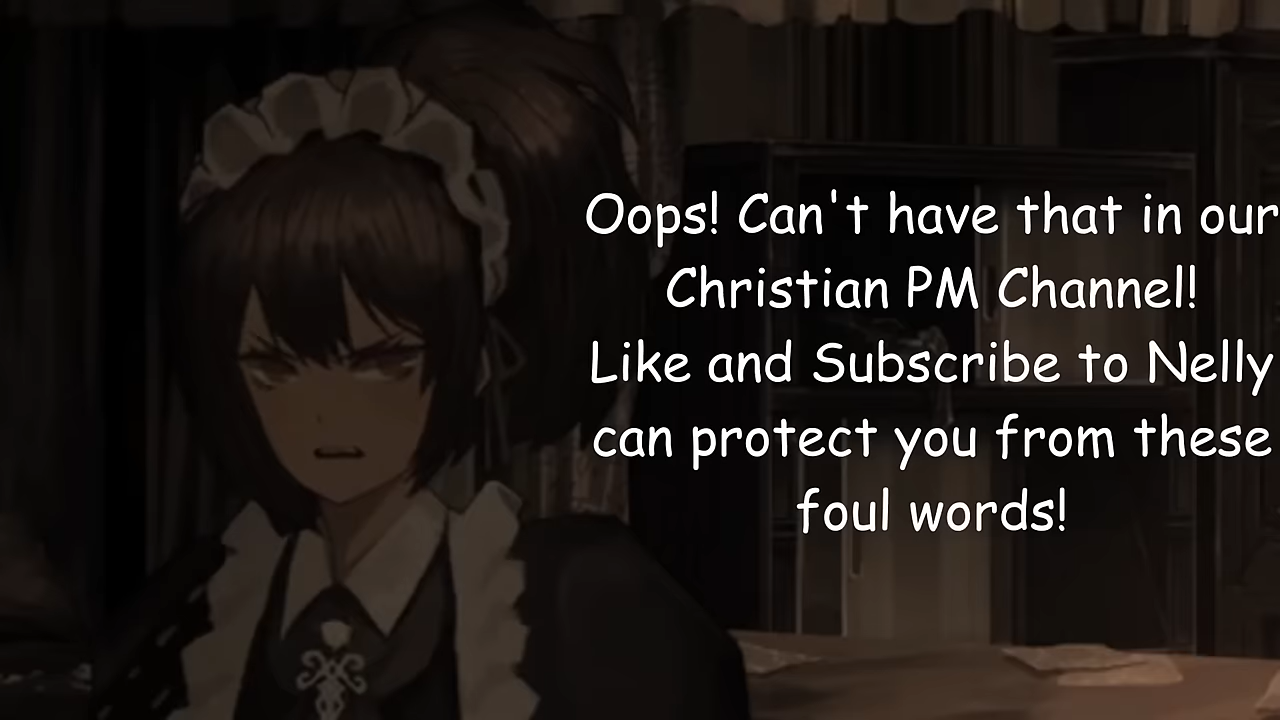 Oops! Can't have that in our
Christian PM Channel!
Like and Subscribe to Nelly
can protect you from these
foul words!